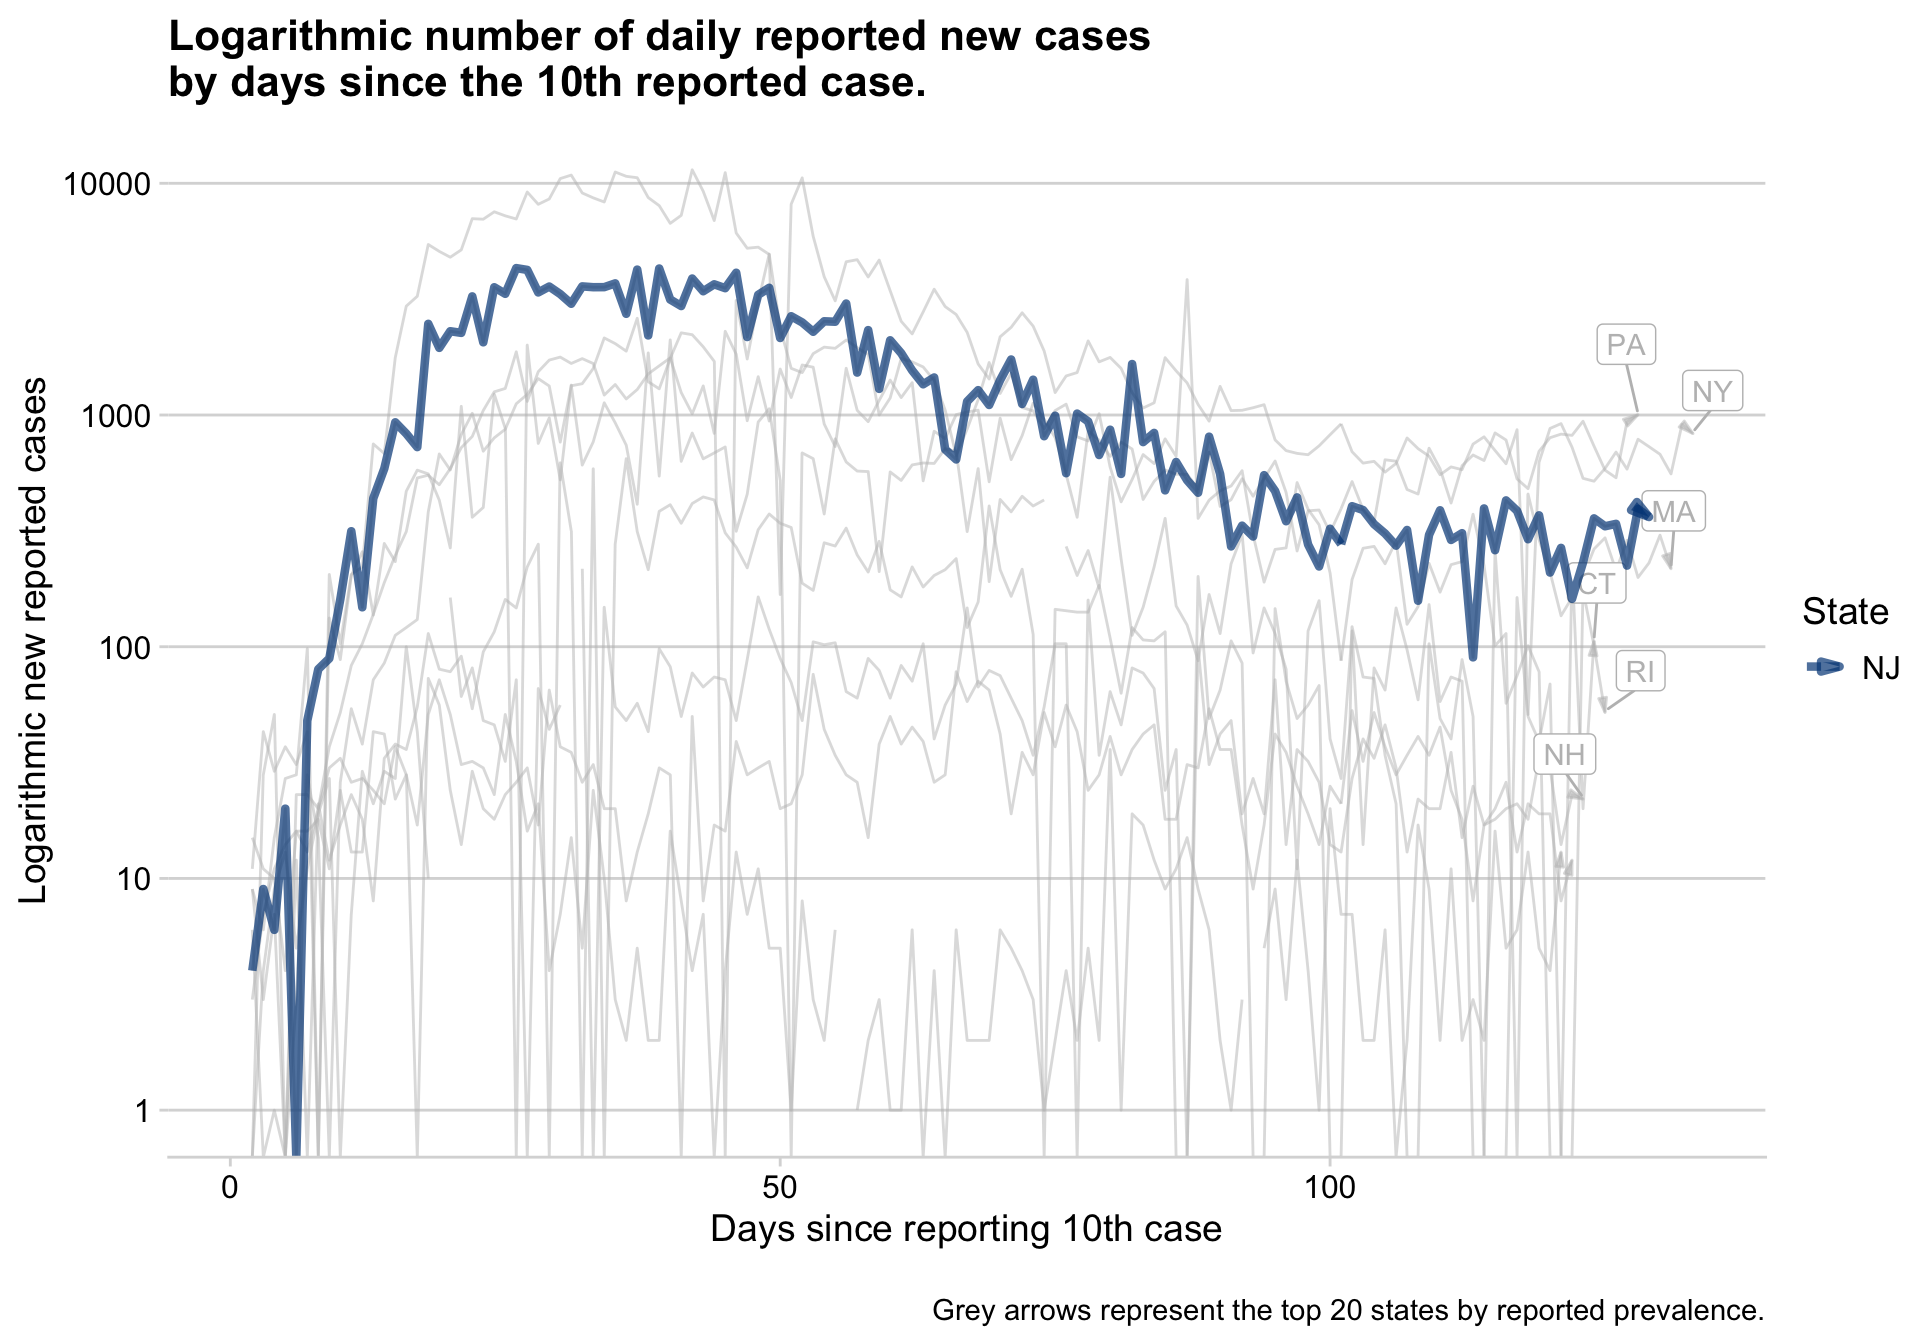 Logarithmic number of daily reported new cases
by days since the 10th reported case.
Logarithmic new reported cases
10000
1000
100
10
1
PA
NY
MA
CT
RI
NH
State
NJ
0
50
100
Days since reporting 10th case
Grey arrows represent the top 20 states by reported prevalence.